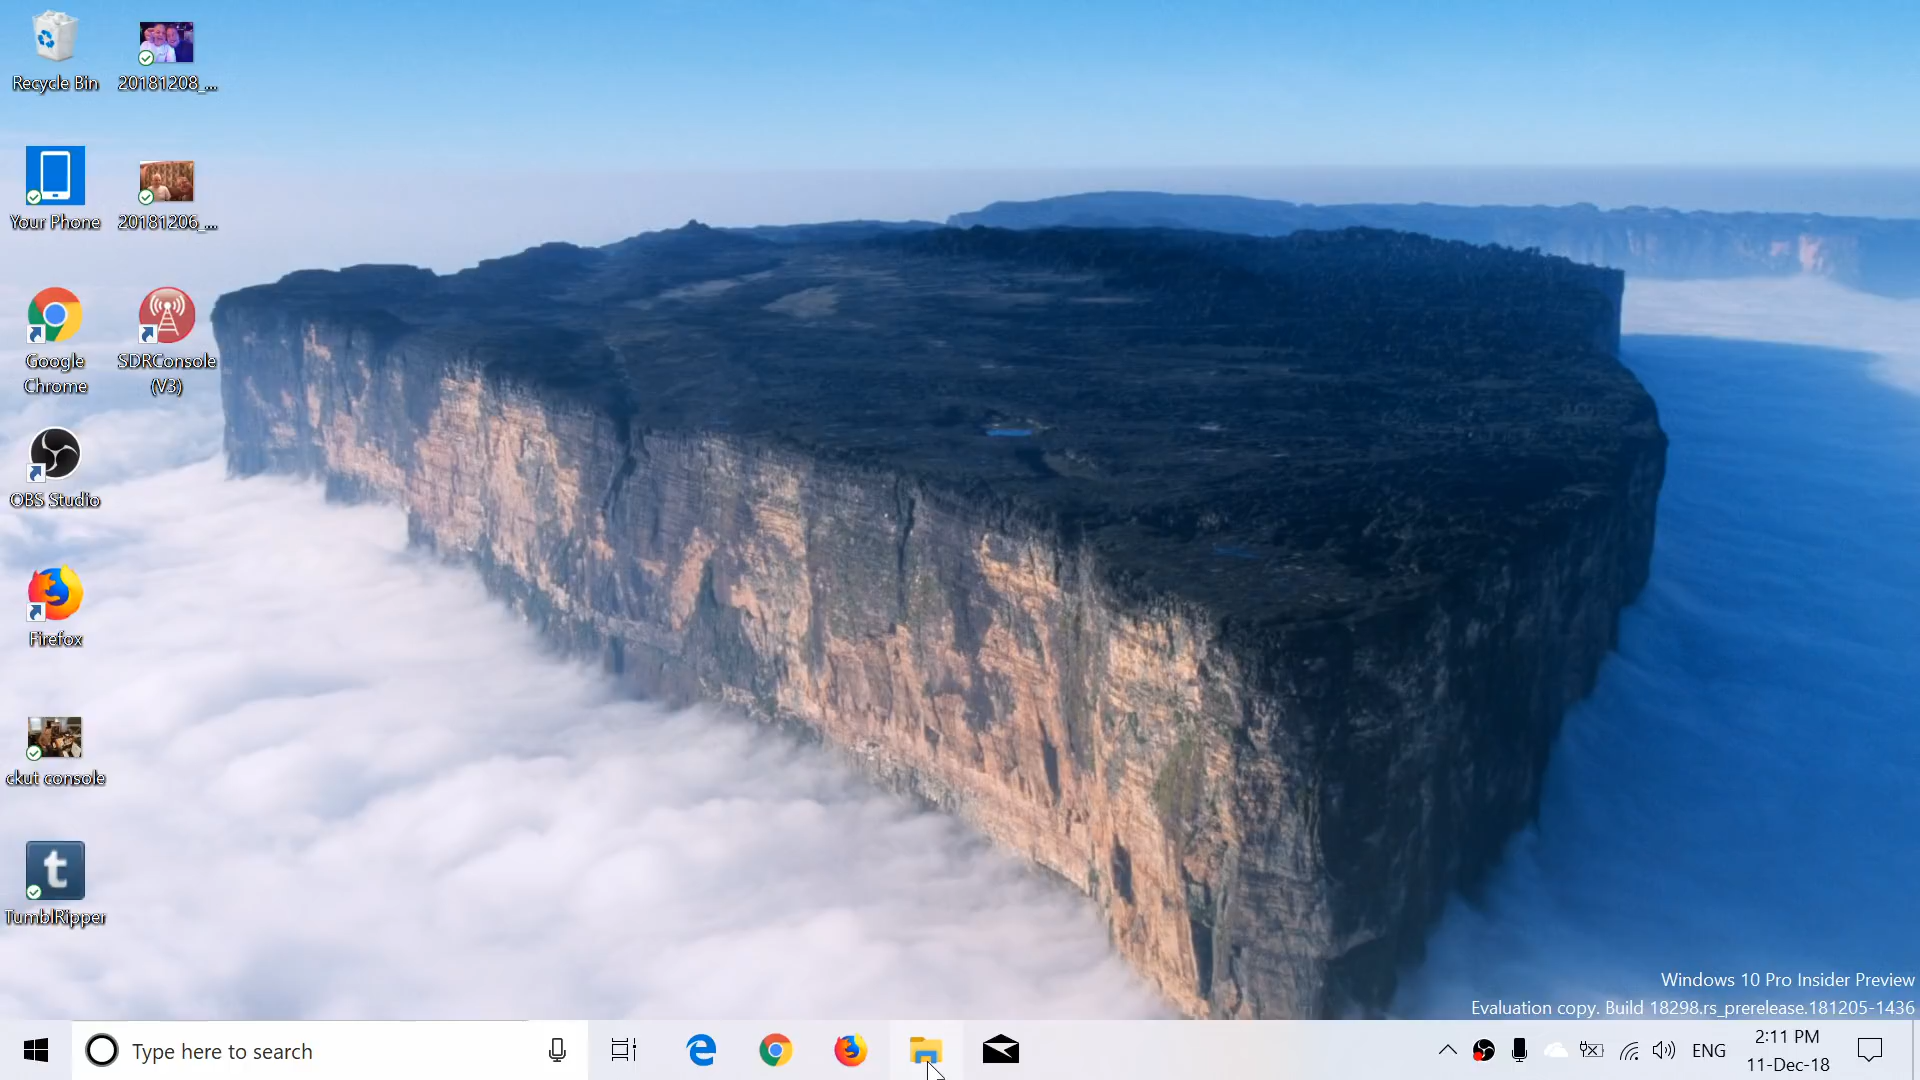 Recycle Bin
20181208_...
Your Phone
20181206_...
Google
Chrome
SDRConsole
(V3)
OBS Studio
Firefox
ckut console
TumblRipper
Windows 10 Pro Insider Preview
Evaluation copy. Build 18298.rs_prerelease.181205-1436
Type here to search
ENG
2:11 PM
11-Dec-18